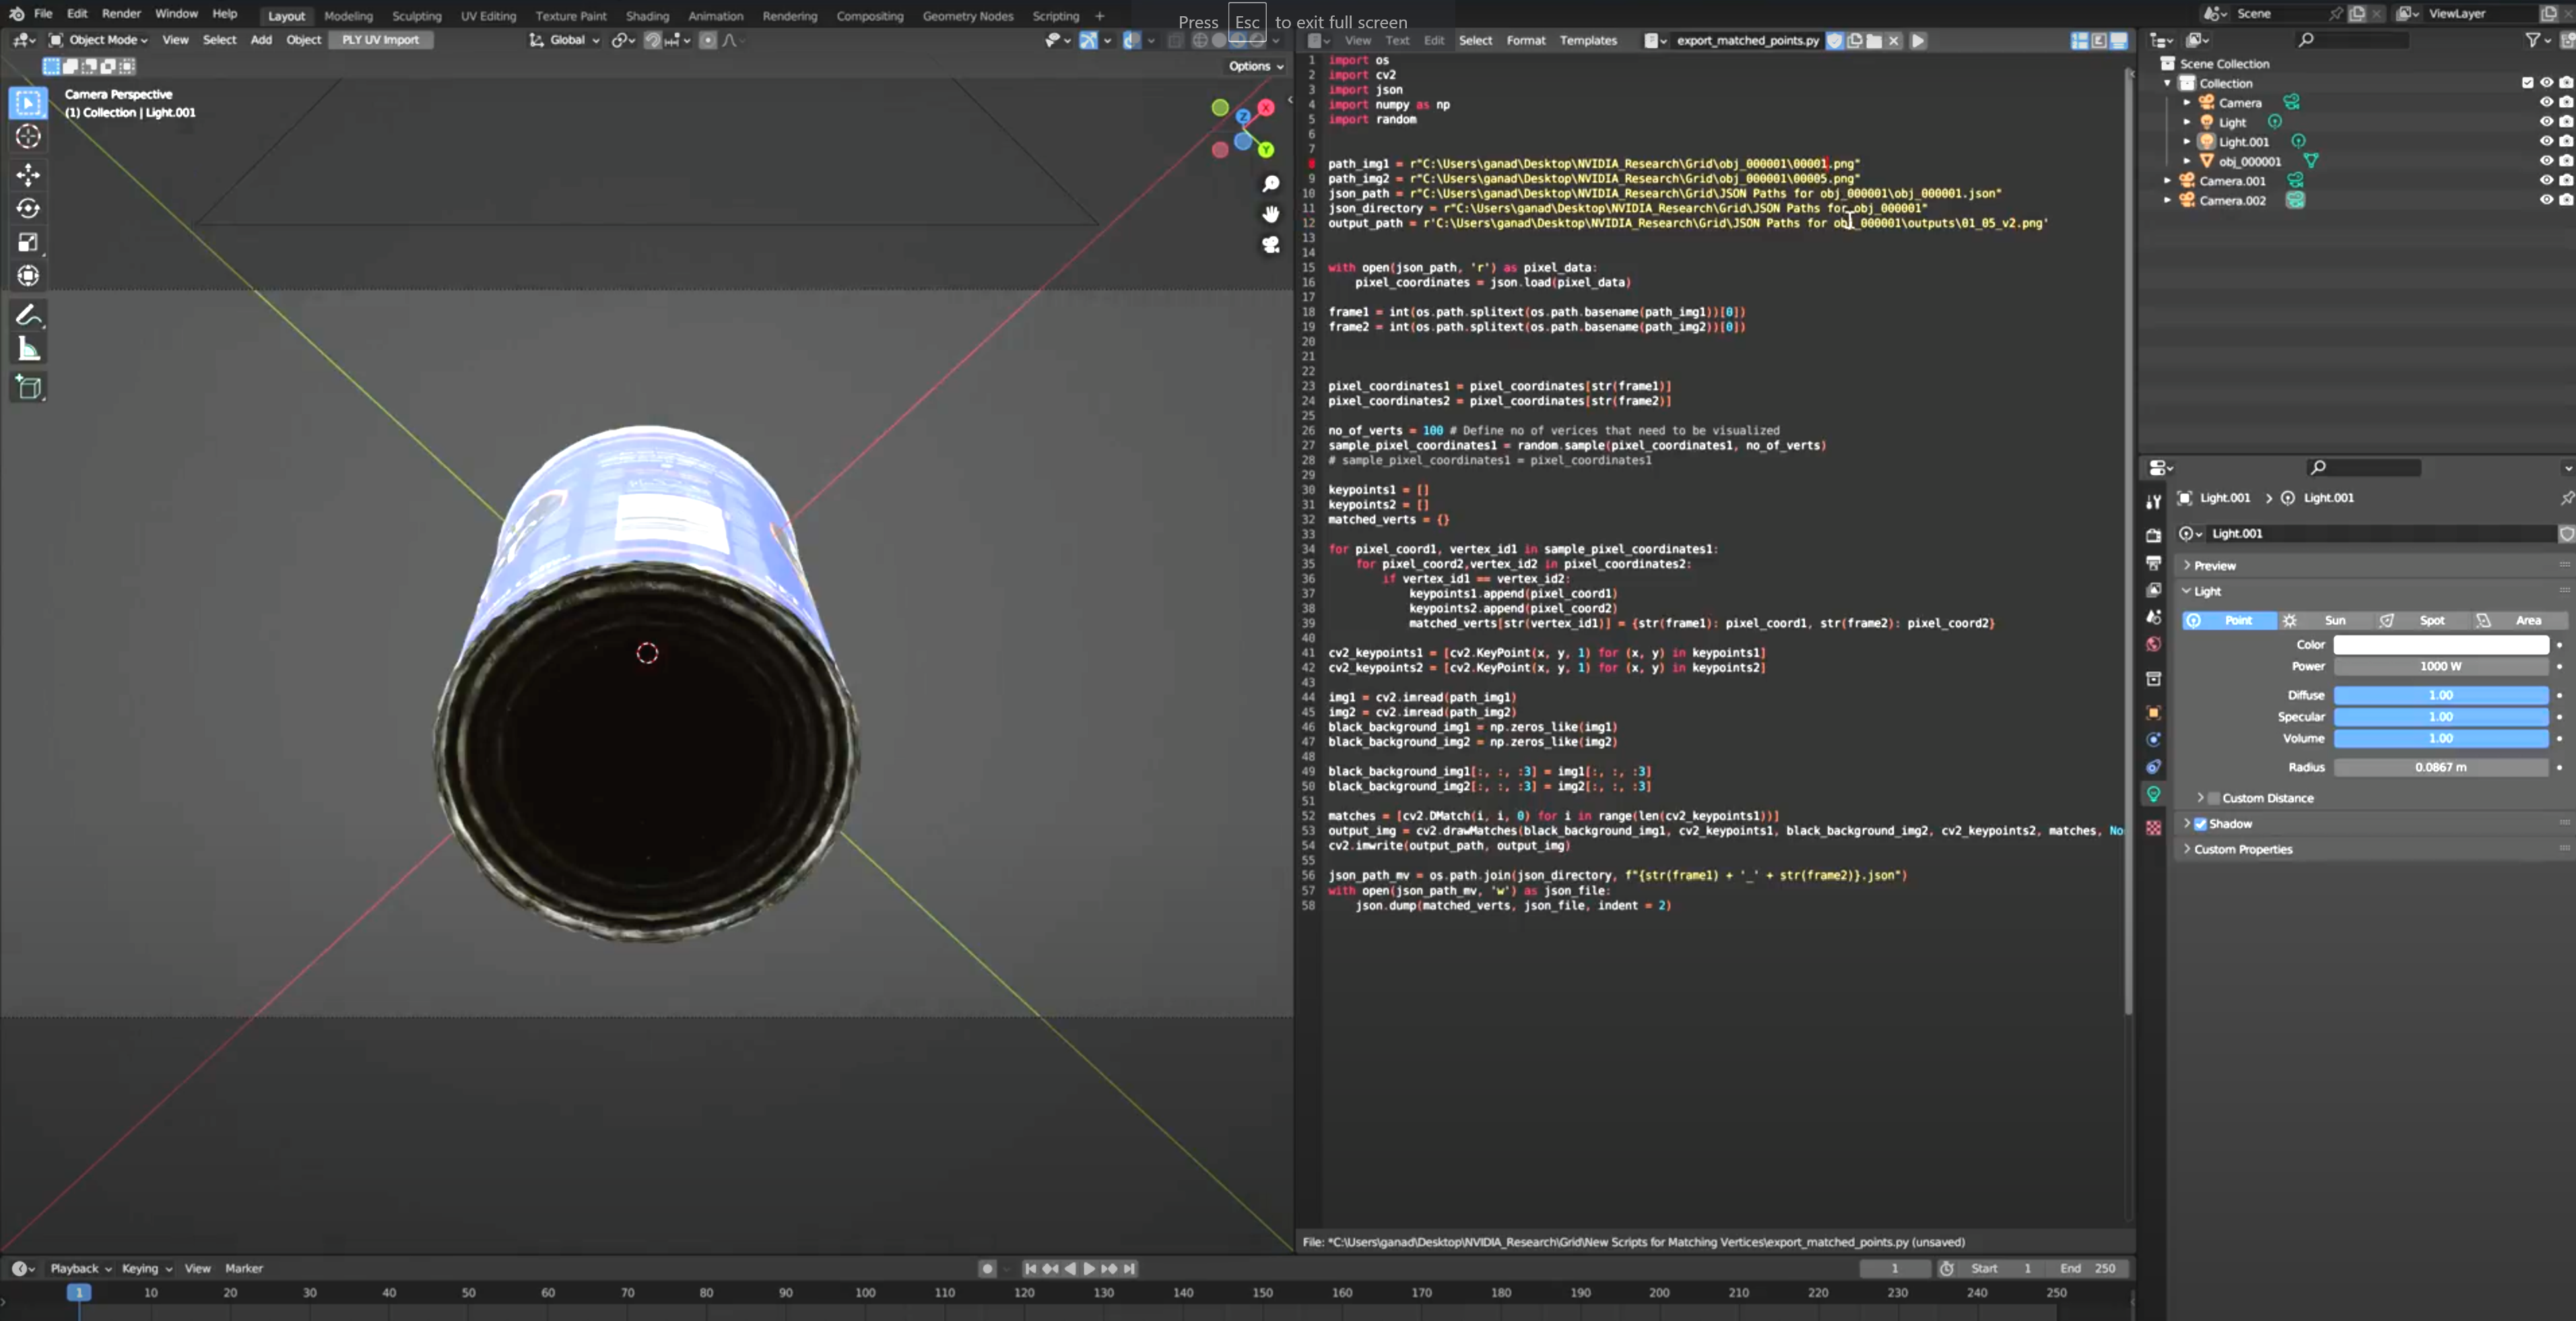 File Edit Render Window Help Layout Modeling Sculpting UV Editing Texture Paint Shading Animation Rendering Compositing Geometry Nodes Scripting +
Press Esc to exit full screen
Scene ViewLayer
Object Mode View Select Add Object PLY UV Import Global
View Text Edit Select Format Templates export_matched_points.py
Options
Camera Perspective
(1) Collection | Light.001
X
Z
Y
1 import os
2 import cv2
3 import json
4 import numpy as np
5 import random
6
7
8 path_img1 = r"C:\Users\ganad\Desktop\NVIDIA_Research\Grid\obj_000001\00001.png"
9 path_img2 = r"C:\Users\ganad\Desktop\NVIDIA_Research\Grid\obj_000001\00005.png"
10 json_path = r"C:\Users\ganad\Desktop\NVIDIA_Research\Grid\JSON Paths for obj_000001\obj_000001.json"
11 json_directory = r"C:\Users\ganad\Desktop\NVIDIA_Research\Grid\JSON Paths for obj_000001"
12 output_path = r'C:\Users\ganad\Desktop\NVIDIA_Research\Grid\JSON Paths for obj_000001\outputs\01_05_v2.png'
13
14
15 with open(json_path, 'r') as pixel_data:
16 pixel_coordinates = json.load(pixel_data)
17
18 frame1 = int(os.path.splitext(os.path.basename(path_img1))[0])
19 frame2 = int(os.path.splitext(os.path.basename(path_img2))[0])
20
21
22
23 pixel_coordinates1 = pixel_coordinates[str(frame1)]
24 pixel_coordinates2 = pixel_coordinates[str(frame2)]
25
26 no_of_verts = 100 # Define no of verices that need to be visualized
27 sample_pixel_coordinates1 = random.sample(pixel_coordinates1, no_of_verts)
28 # sample_pixel_coordinates1 = pixel_coordinates1
29
30 keypoints1 = []
31 keypoints2 = []
32 matched_verts = {}
33
34 for pixel_coord1, vertex_id1 in sample_pixel_coordinates1:
35 for pixel_coord2,vertex_id2 in pixel_coordinates2:
36 if vertex_id1 == vertex_id2:
37 keypoints1.append(pixel_coord1)
38 keypoints2.append(pixel_coord2)
39 matched_verts[str(vertex_id1)] = {str(frame1): pixel_coord1, str(frame2): pixel_coord2}
40
41 cv2_keypoints1 = [cv2.KeyPoint(x, y, 1) for (x, y) in keypoints1]
42 cv2_keypoints2 = [cv2.KeyPoint(x, y, 1) for (x, y) in keypoints2]
43
44 img1 = cv2.imread(path_img1)
45 img2 = cv2.imread(path_img2)
46 black_background_img1 = np.zeros_like(img1)
47 black_background_img2 = np.zeros_like(img2)
48
49 black_background_img1[:, :, :3] = img1[:, :, :3]
50 black_background_img2[:, :, :3] = img2[:, :, :3]
51
52 matches = [cv2.DMatch(i, i, 0) for i in range(len(cv2_keypoints1))]
53 output_img = cv2.drawMatches(black_background_img1, cv2_keypoints1, black_background_img2, cv2_keypoints2, matches, No
54 cv2.imwrite(output_path, output_img)
55
56 json_path_mv = os.path.join(json_directory, f"{str(frame1) + '_' + str(frame2)}.json")
57 with open(json_path_mv, 'w') as json_file:
58 json.dump(matched_verts, json_file, indent = 2)
File: *C:\Users\ganad\Desktop\NVIDIA_Research\Grid\New Scripts for Matching Vertices\export_matched_points.py (unsaved)
Scene Collection
Collection
Camera
Light
Light.001
obj_000001
Camera.001
Camera.002
Light.001 > Light.001
Light.001
Preview
Light
Point Sun Spot Area
Color
Power 1000 W
Diffuse 1.00
Specular 1.00
Volume 1.00
Radius 0.0867 m
Custom Distance
Shadow
Custom Properties
Playback Keying View Marker 1 Start 1 End 250
1 10 20 30 40 50 60 70 80 90 100 110 120 130 140 150 160 170 180 190 200 210 220 230 240 250